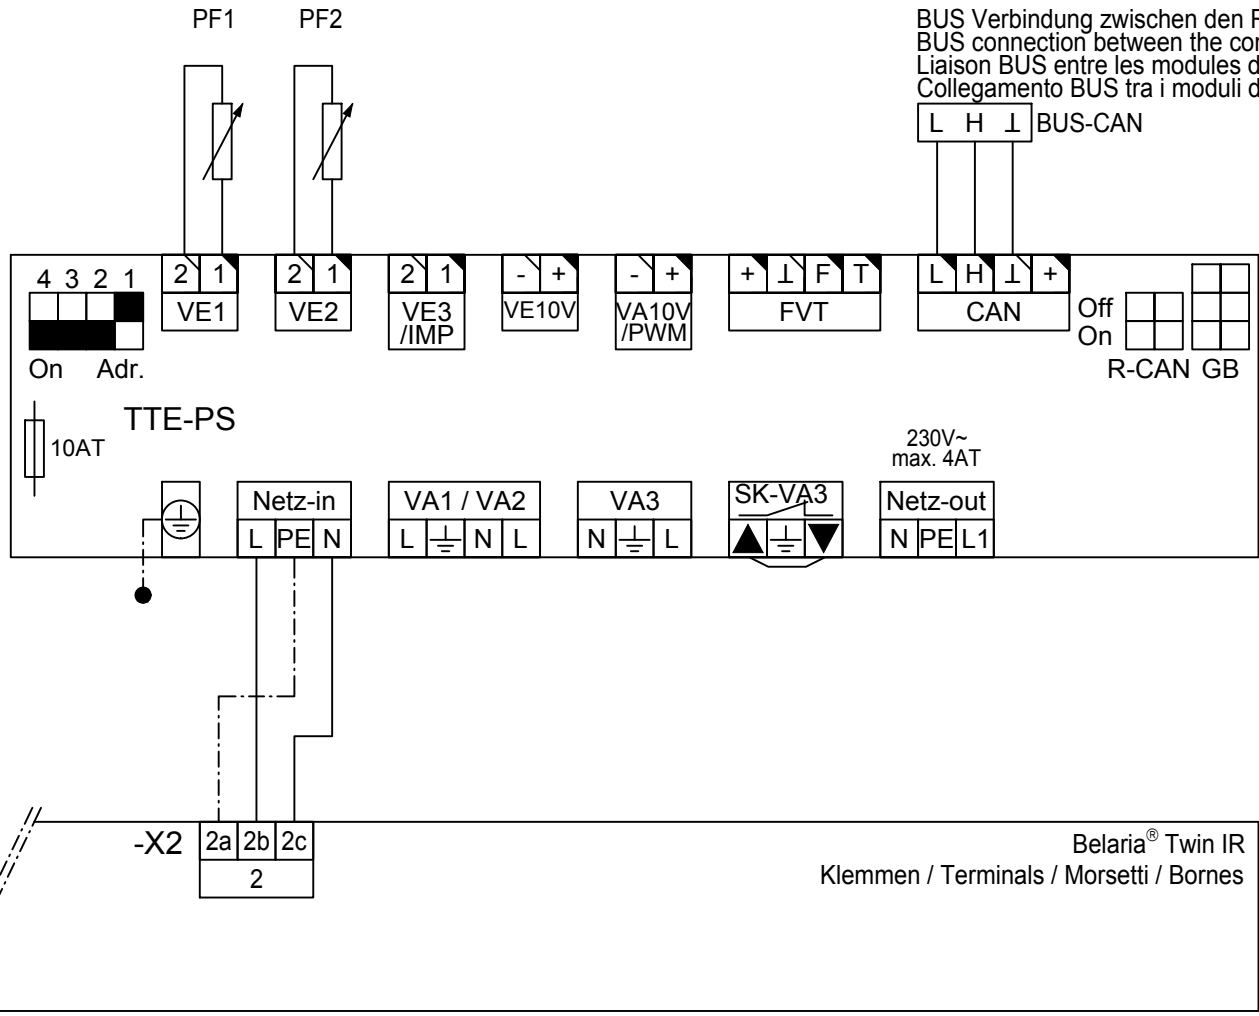 PF1 PF2
BUS Verbindung zwischen den
BUS connection between the
Liaison BUS entre les modules
Collegamento BUS tra i moduli
L H ⊥ BUS-CAN
4 3 2 1
On Adr.
2 1
VE1
2 1
VE2
2 1
VE3
/IMP
- +
VE10V
- +
VA10V
/PWM
+ ⊥ F T
FVT
L H ⊥ +
CAN
Off
On
R-CAN GB
TTE-PS
10AT
230V~
max. 4AT
Netz-in
L PE N
VA1 / VA2
L N L
VA3
N L
SK-VA3
Netz-out
N PE L1
-X2 2a 2b 2c
2
Belaria® Twin IR
Klemmen / Terminals / Morsetti / Bornes